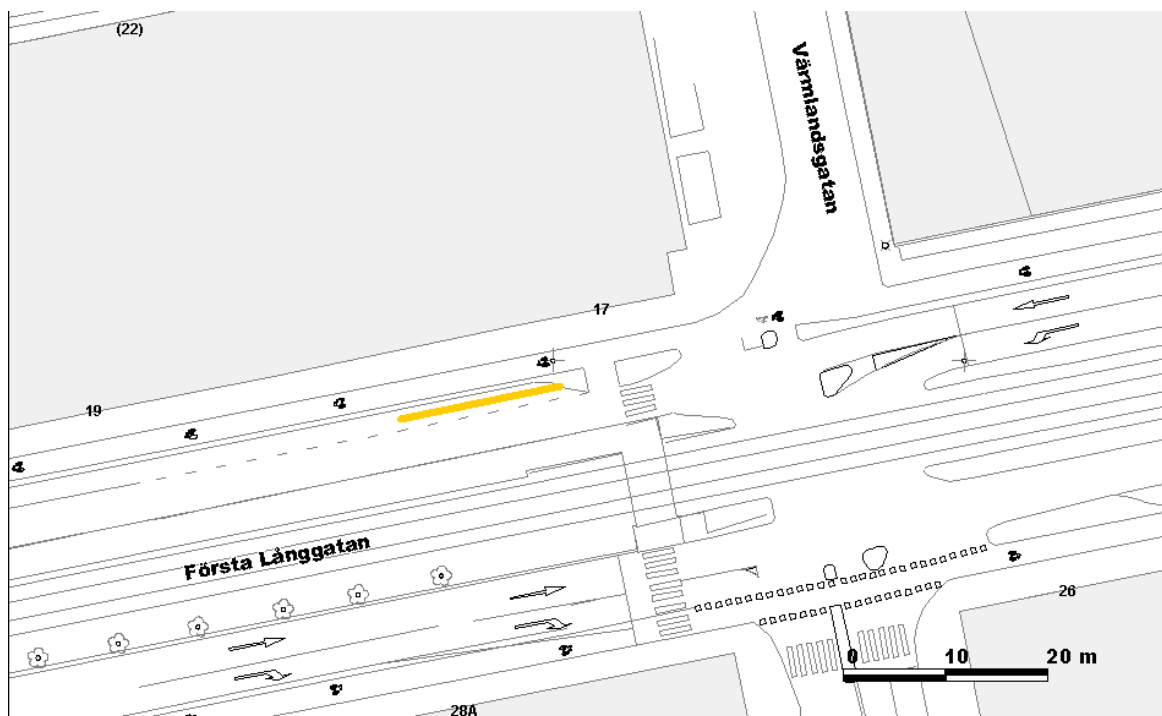 (22)
Värmlandsgatan
17
19
Första Långgatan
26
0 10 20 m
28A